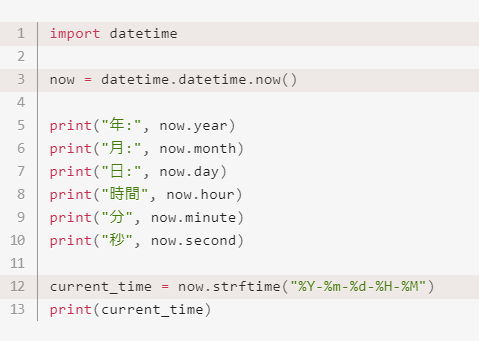 1 import datetime
2
3 now = datetime.datetime.now()
4
5 print("年:", now.year)
6 print("月:", now.month)
7 print("日:", now.day)
8 print("時間", now.hour)
9 print("分", now.minute)
10 print("秒", now.second)
11
12 current_time = now.strftime("%Y-%m-%d-%H-%M")
13 print(current_time)